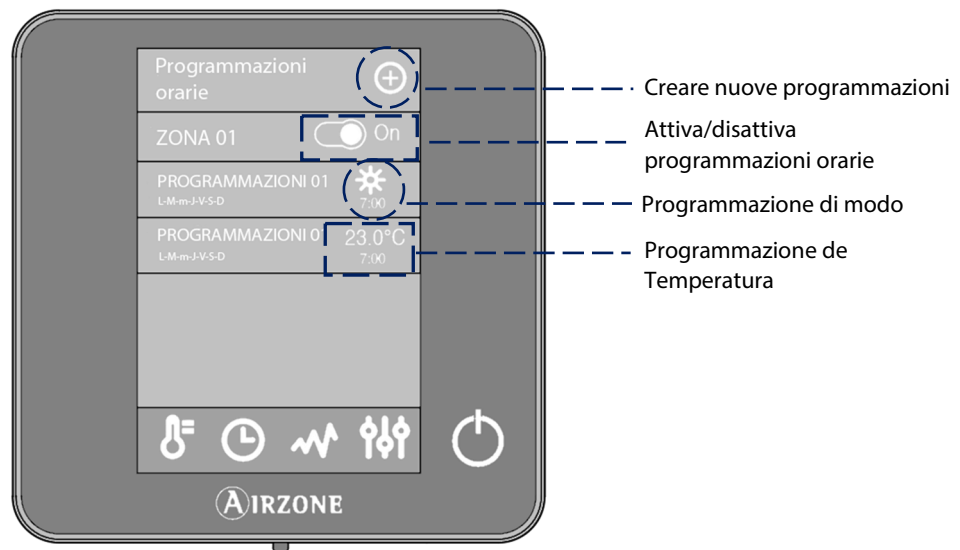 Programmazioni
orarie
Creare nuove programmazioni
ZONA 01
On
Attiva/disattiva
programmazioni orarie
PROGRAMMAZIONI 01
L-M-m-J-V-S-D
7:00
Programmazione di modo
PROGRAMMAZIONI 01
L-M-m-J-V-S-D
23.0°C
7:00
Programmazione de
Temperatura
AIRZONE